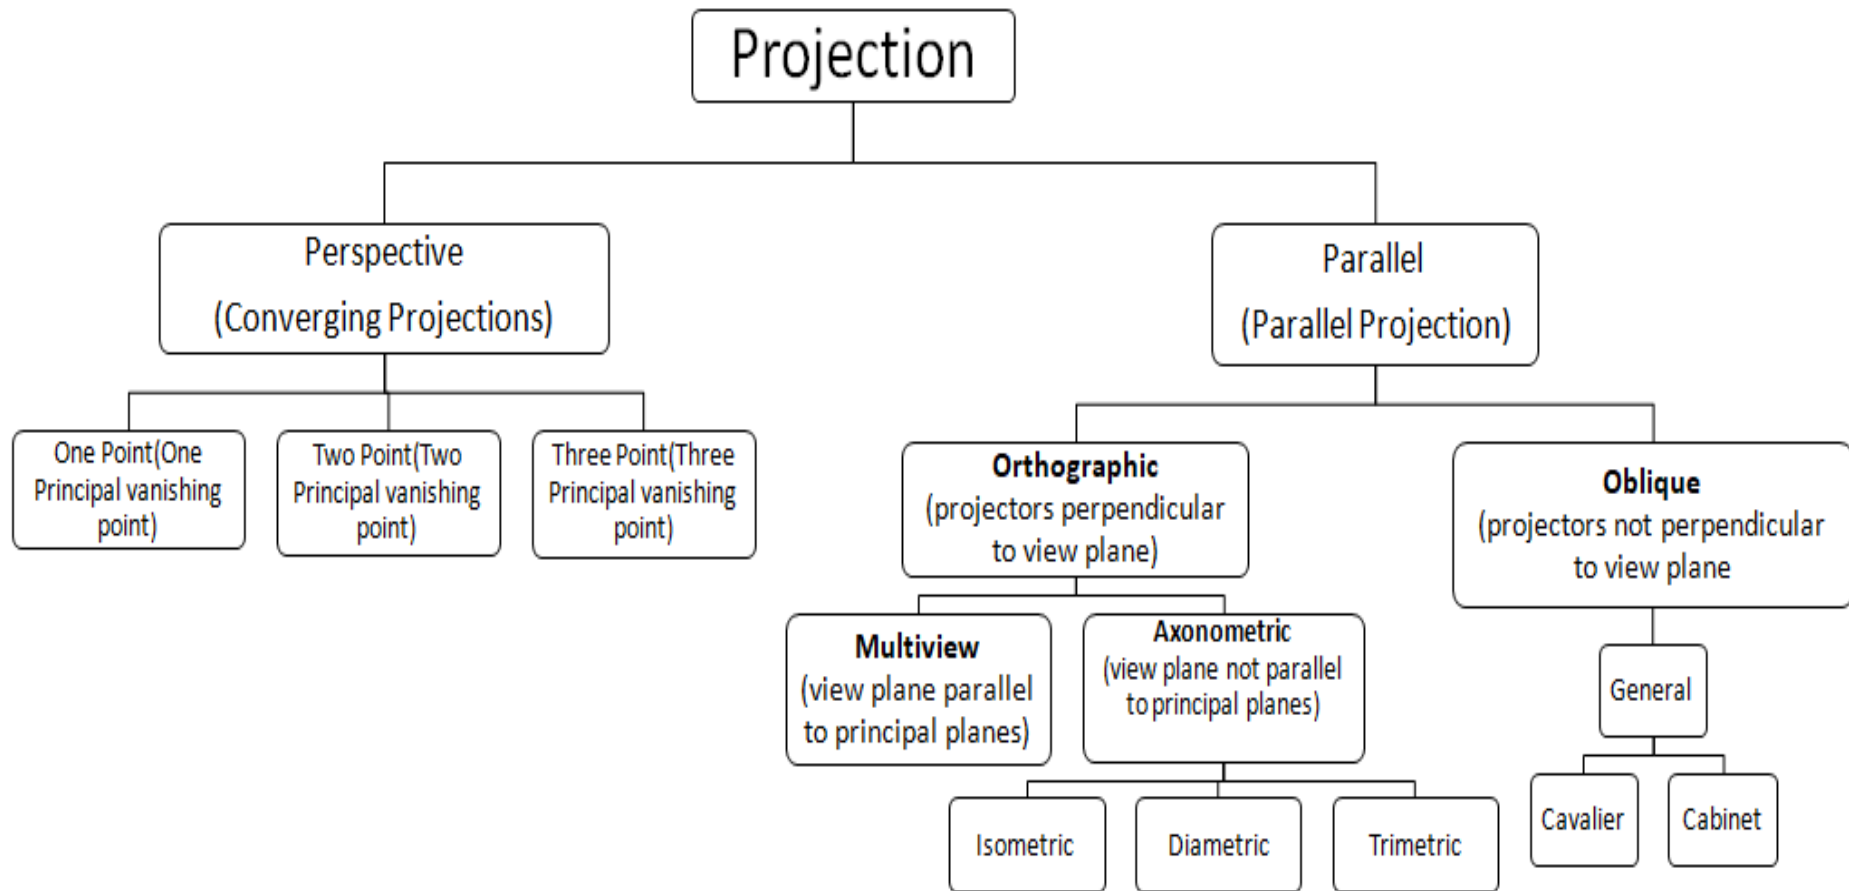 Projection
Perspective
(Converging Projections)
Parallel
(Parallel Projection)
One Point(One
Principal vanishing
point)
Two Point(Two
Principal vanishing
point)
Three Point(Three
Principal vanishing
point)
Orthographic
(projectors perpendicular
to view plane)
Oblique
(projectors not perpendicular
to view plane
Multiview
(view plane parallel
to principal planes)
Axonometric
(view plane not parallel
to principal planes)
General
Isometric
Diametric
Trimetric
Cavalier
Cabinet